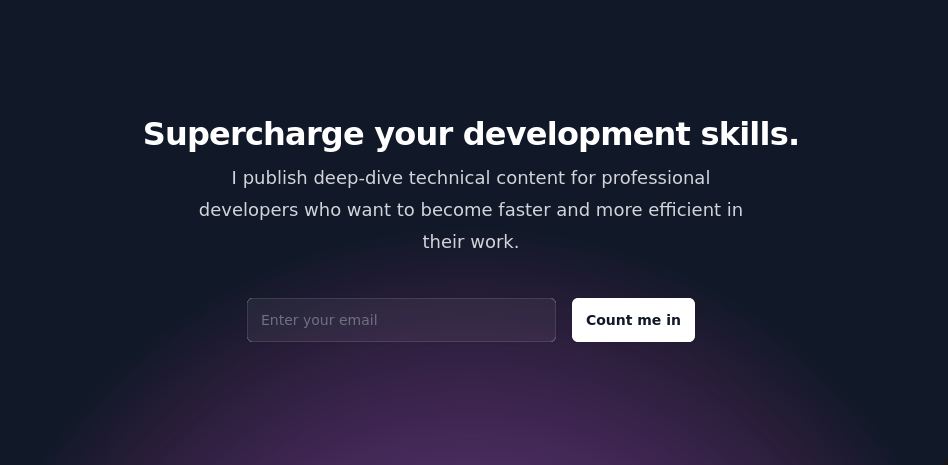 Supercharge your development skills.
I publish deep-dive technical content for professional
developers who want to become faster and more efficient in
their work.
Enter your email
Count me in